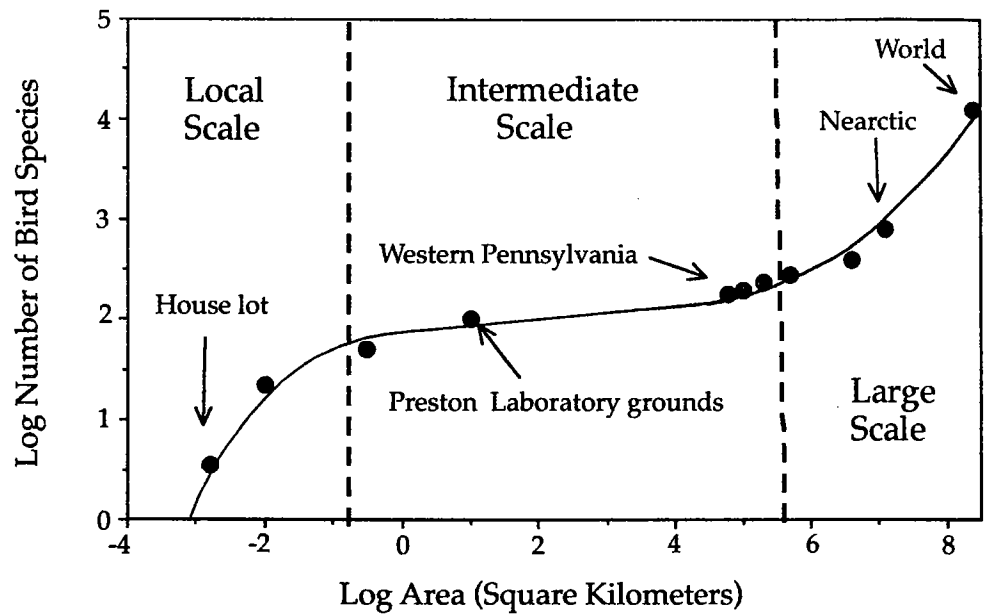 5
4
3
2
1
0
Log Number of Bird Species
Local
Scale
Intermediate
Scale
World
Nearctic
Western Pennsylvania
House lot
Preston Laboratory grounds
Large
Scale
-4
-2
0
2
4
6
8
Log Area (Square Kilometers)